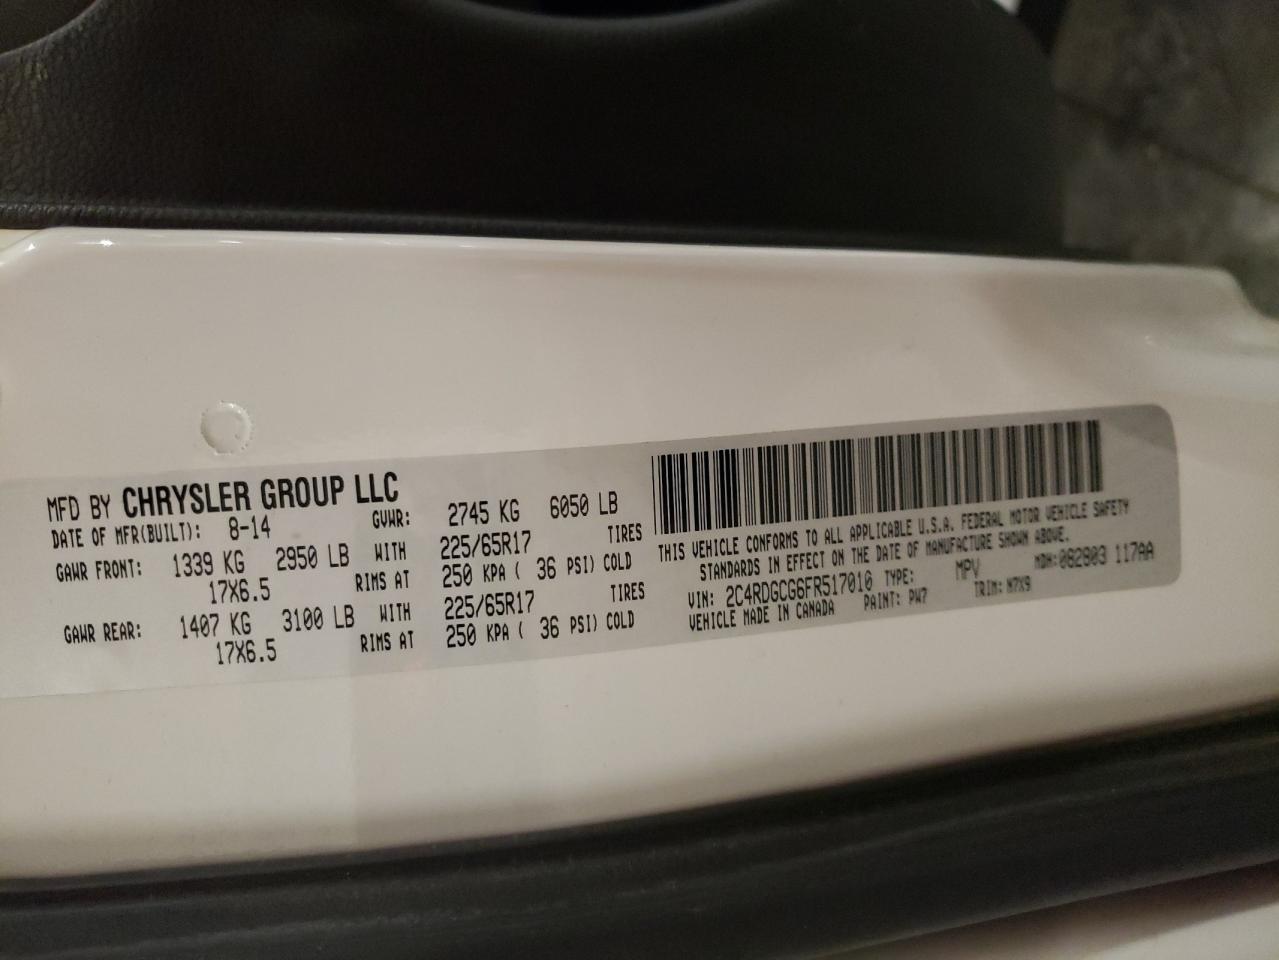 MFD BY CHRYSLER GROUP LLC
DATE OF MFR(BUILT): 8-14 GVWR: 2745 KG 6050 LB
GAWR FRONT: 1339 KG 2950 LB WITH 225/65R17 TIRES
17X6.5 RIMS AT 250 KPA ( 36 PSI) COLD
GAWR REAR: 1407 KG 3100 LB WITH 225/65R17 TIRES
17X6.5 RIMS AT 250 KPA ( 36 PSI) COLD
THIS VEHICLE CONFORMS TO ALL APPLICABLE U.S.A. FEDERAL MOTOR VEHICLE SAFETY
STANDARDS IN EFFECT ON THE DATE OF MANUFACTURE SHOWN ABOVE.
VIN: 2C4RDGCG6FR517010 TYPE: MPV MDH:082803 117AA
VEHICLE MADE IN CANADA PAINT: PW7 TRIM: M7X9